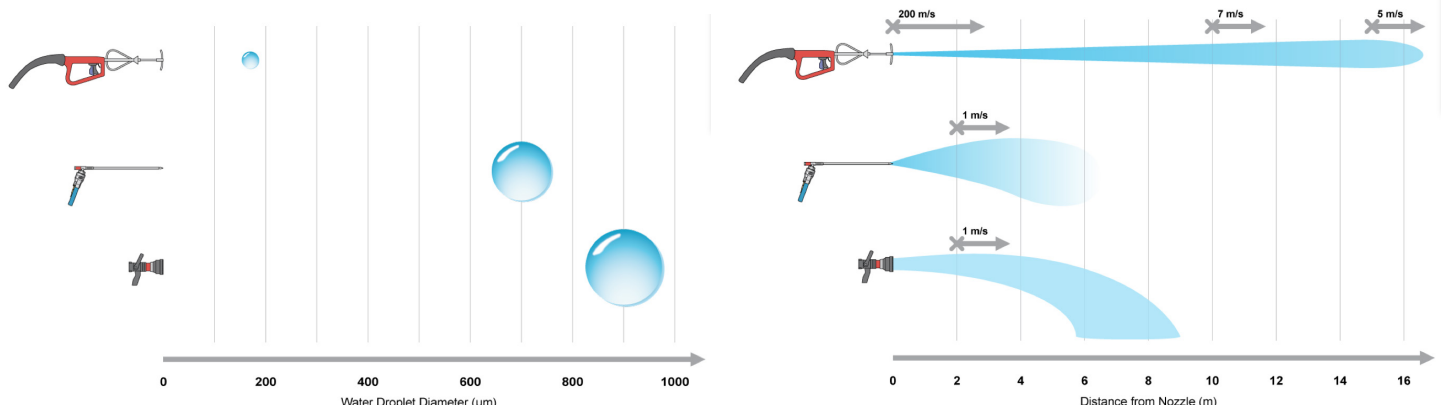 200 m/s 7 m/s 5 m/s
1 m/s
1 m/s
0 200 400 600 800 1000
Water Droplet Diameter (um)
0 2 4 6 8 10 12 14 16
Distance from Nozzle (m)